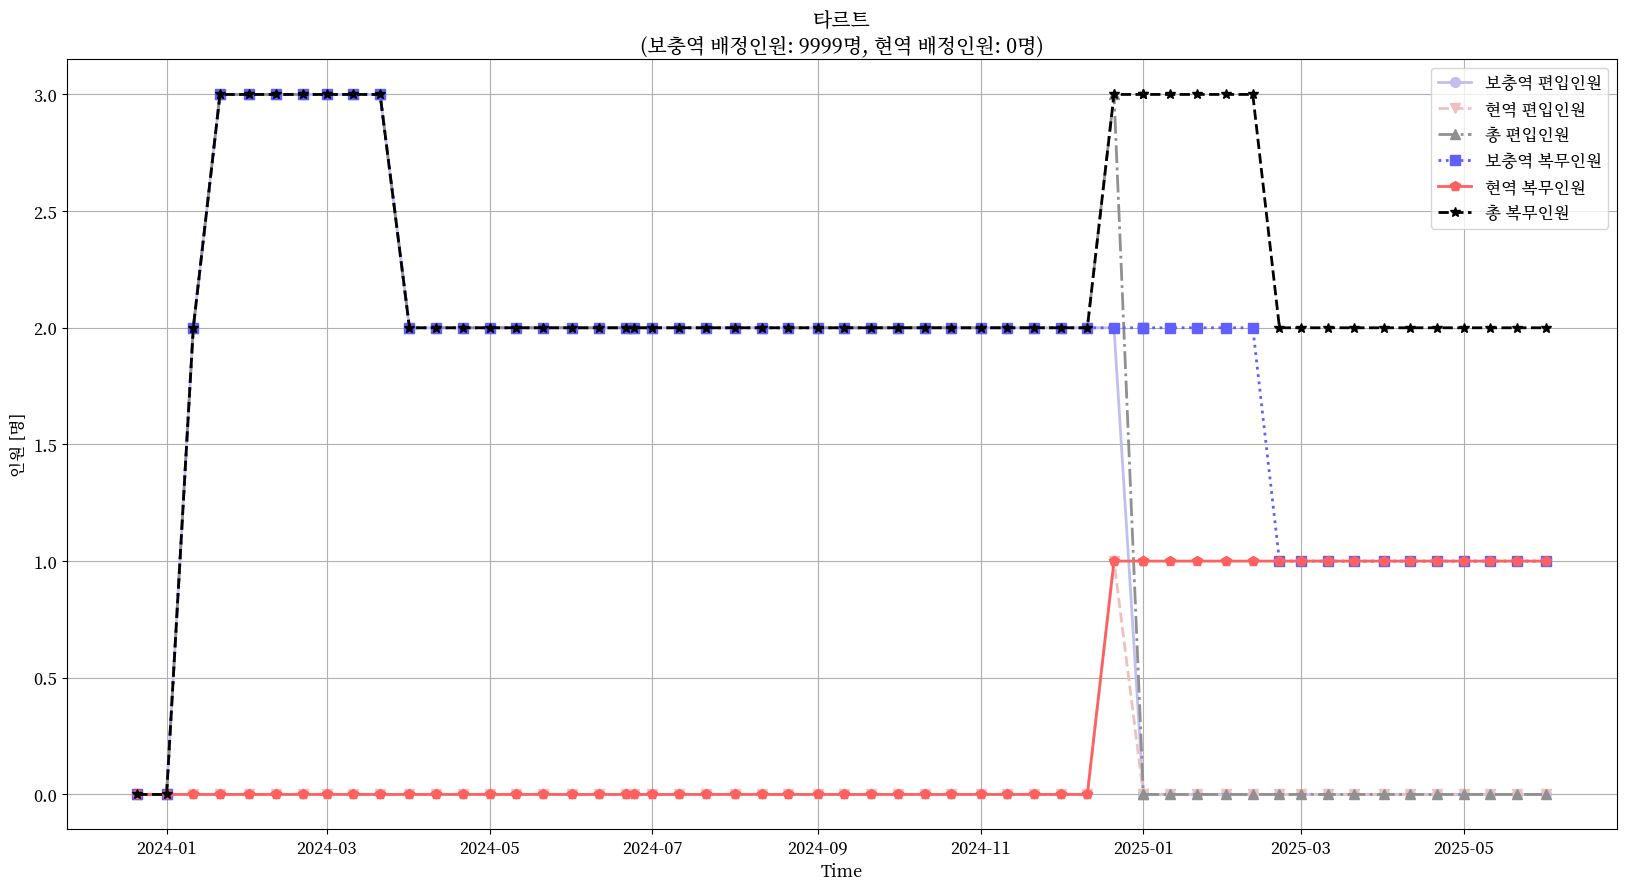 타르트
(보충역 배정인원: 9999명, 현역 배정인원: 0명)
보충역 편입인원
현역 편입인원
총 편입인원
보충역 복무인원
현역 복무인원
총 복무인원
인원 [명]
3.0
2.5
2.0
1.5
1.0
0.5
0.0
2024-01
2024-03
2024-05
2024-07
2024-09
2024-11
2025-01
2025-03
2025-05
Time